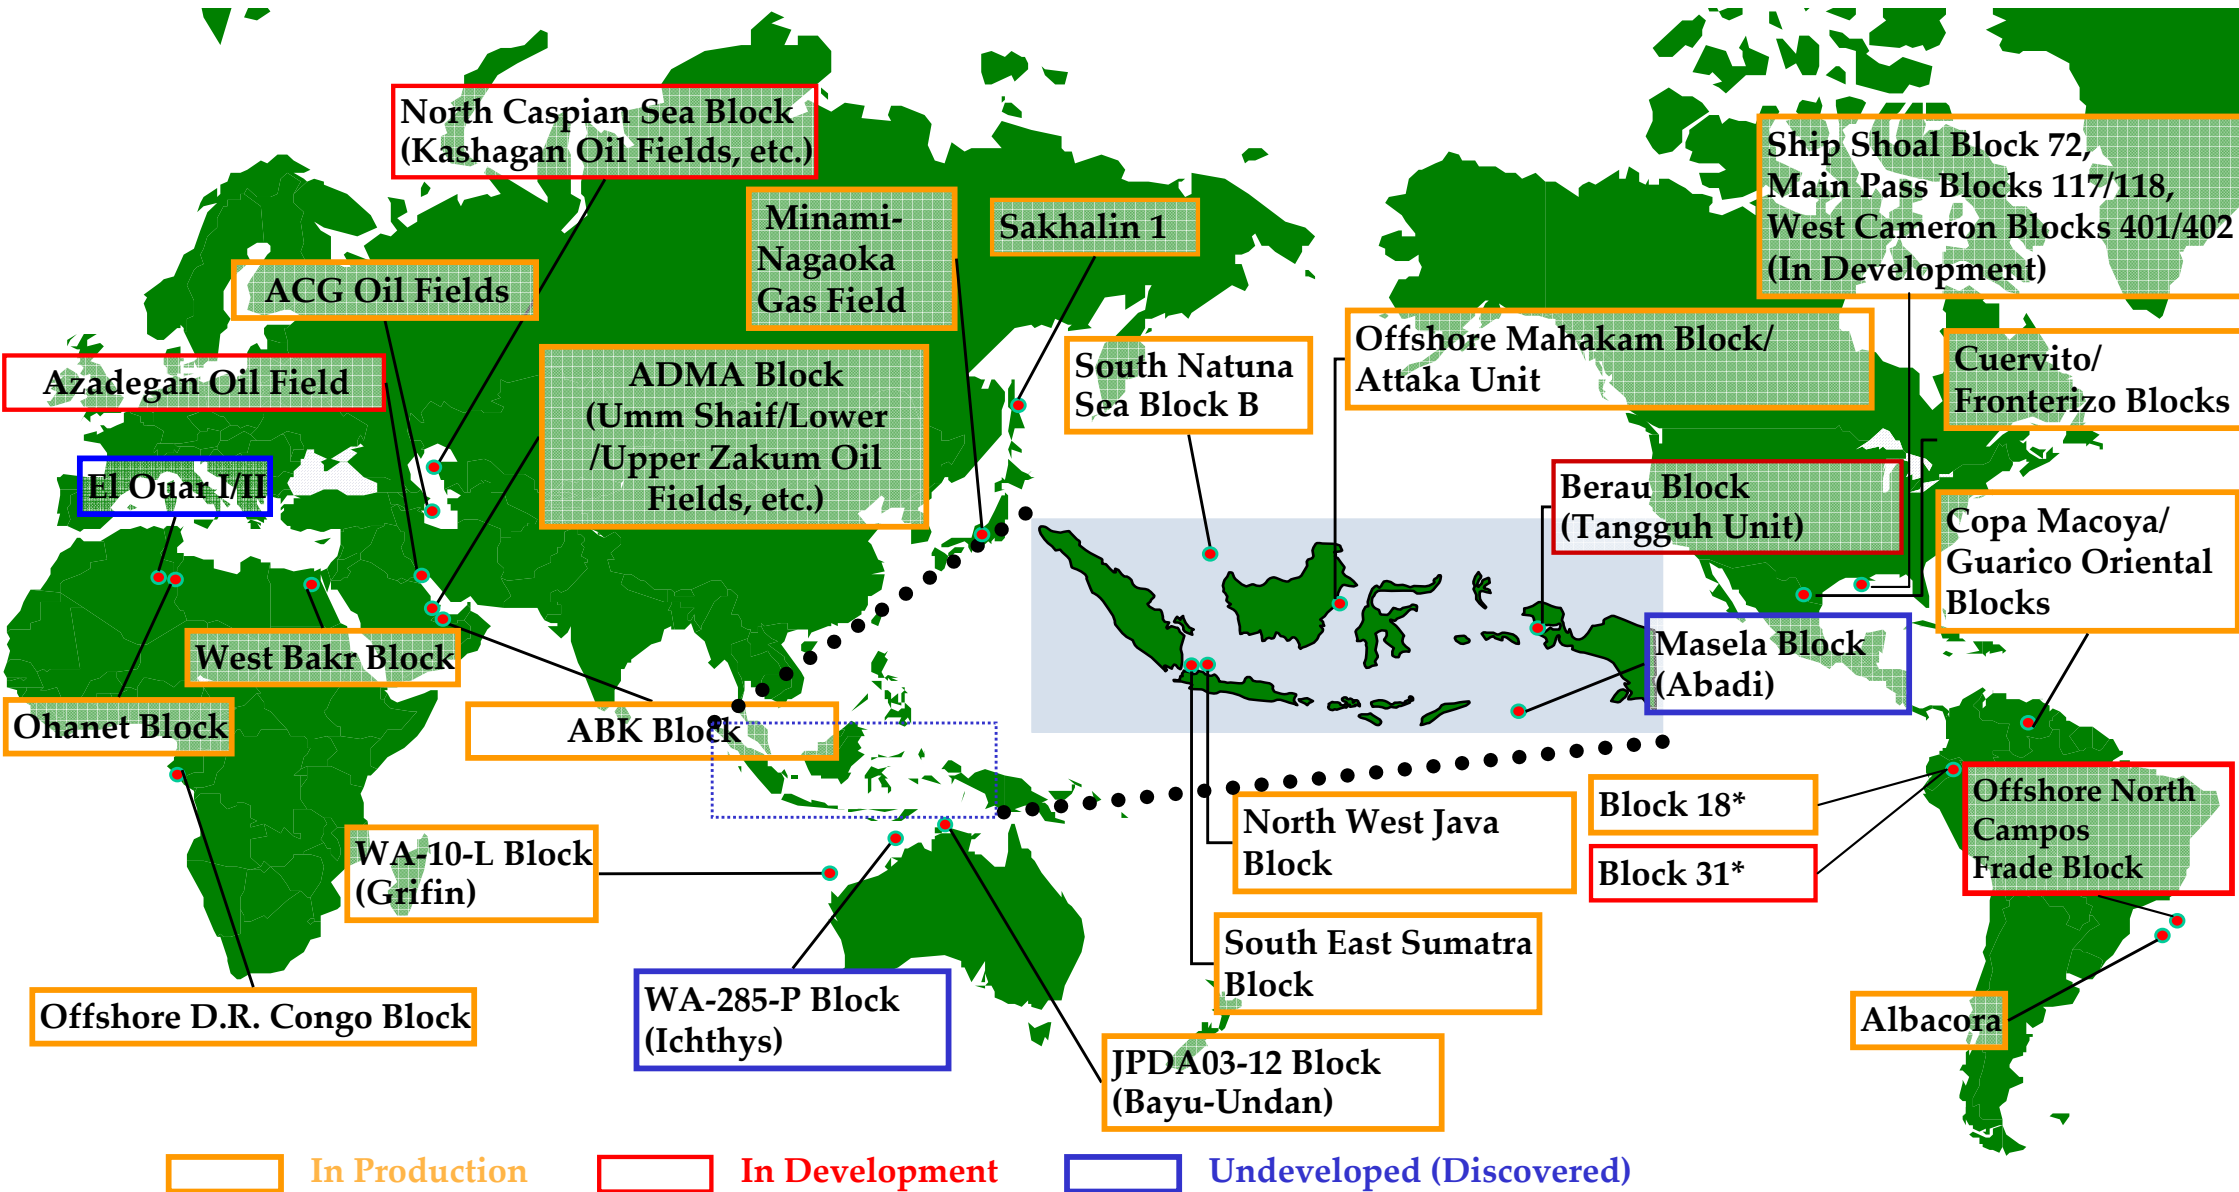 North Caspian Sea Block
(Kashagan Oil Fields, etc.)
Minami-
Nagaoka
Gas Field
Sakhalin 1
Ship Shoal Block 72,
Main Pass Blocks 117/118,
West Cameron Blocks 401/402
(In Development)
ACG Oil Fields
Azadegan Oil Field
ADMA Block
(Umm Shaif/Lower
/Upper Zakum Oil
Fields, etc.)
South Natuna
Sea Block B
Offshore Mahakam Block/
Attaka Unit
Cuervito/
Fronterizo Blocks
El Ouar I/II
Berau Block
(Tangguh Unit)
Copa Macoya/
Guarico Oriental
Blocks
West Bakr Block
Masela Block
(Abadi)
Ohanet Block
ABK Block
Block 18*
Block 31*
Offshore North
Campos
Frade Block
WA-10-L Block
(Grifin)
North West Java
Block
South East Sumatra
Block
WA-285-P Block
(Ichthys)
Offshore D.R. Congo Block
Albacora
JPDA03-12 Block
(Bayu-Undan)
In Production
In Development
Undeveloped (Discovered)